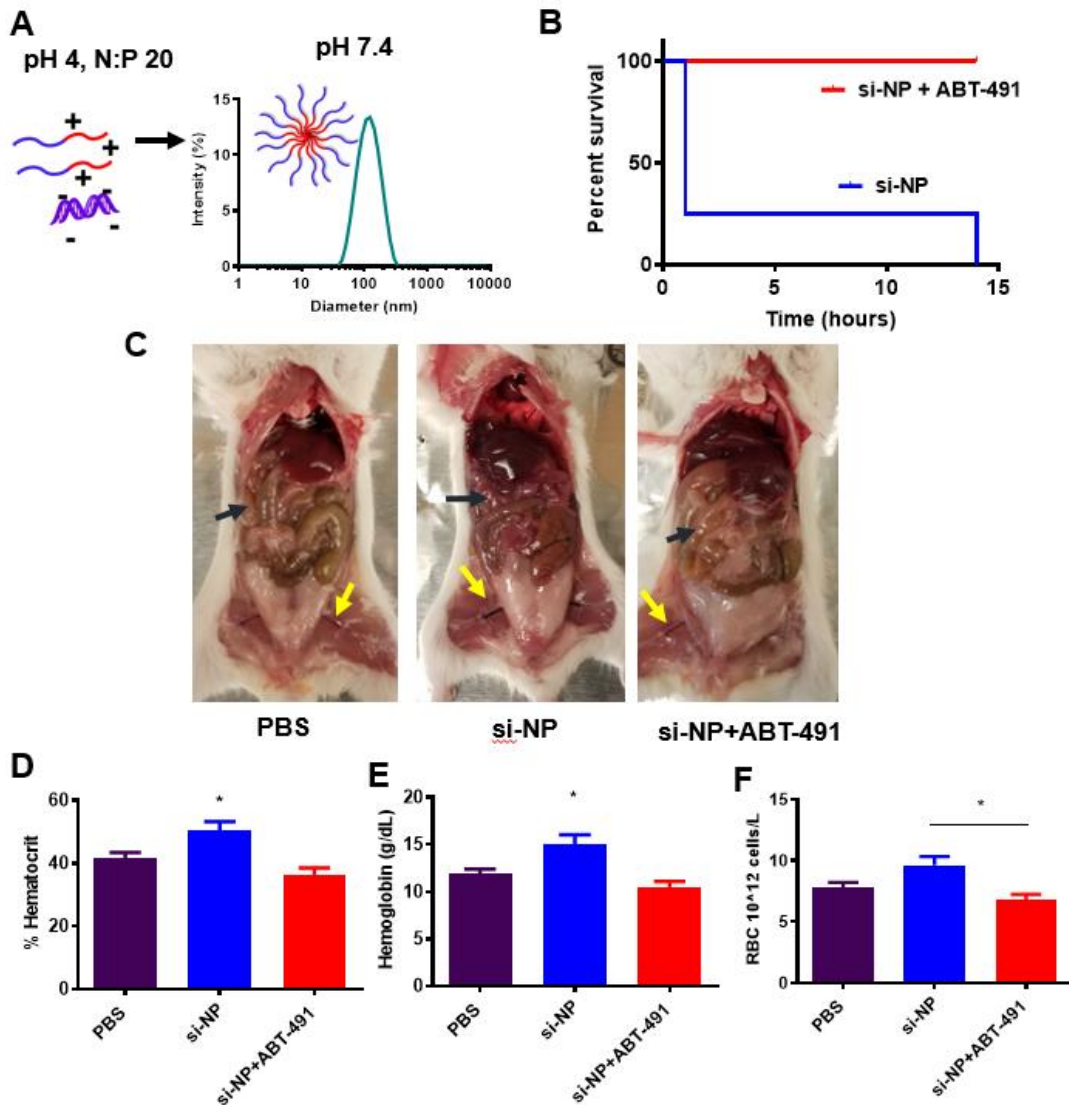 A
pH 4, N:P 20
pH 7.4
+
+
+
-
-
-
-
Intensity (%)
15
10
5
0
1
10
100
1000
10000
Diameter (nm)
B
Percent survival
100
50
0
si-NP + ABT-491
si-NP
0
5
10
15
Time (hours)
C
PBS
si-NP
si-NP+ABT-491
D
% Hematocrit
60
40
20
0
*
PBS
si-NP
si-NP+ABT-491
E
Hemoglobin (g/dL)
20
15
10
5
0
*
PBS
si-NP
si-NP+ABT-491
F
RBC 10^12 cells/L
15
10
5
0
*
PBS
si-NP
si-NP+ABT-491